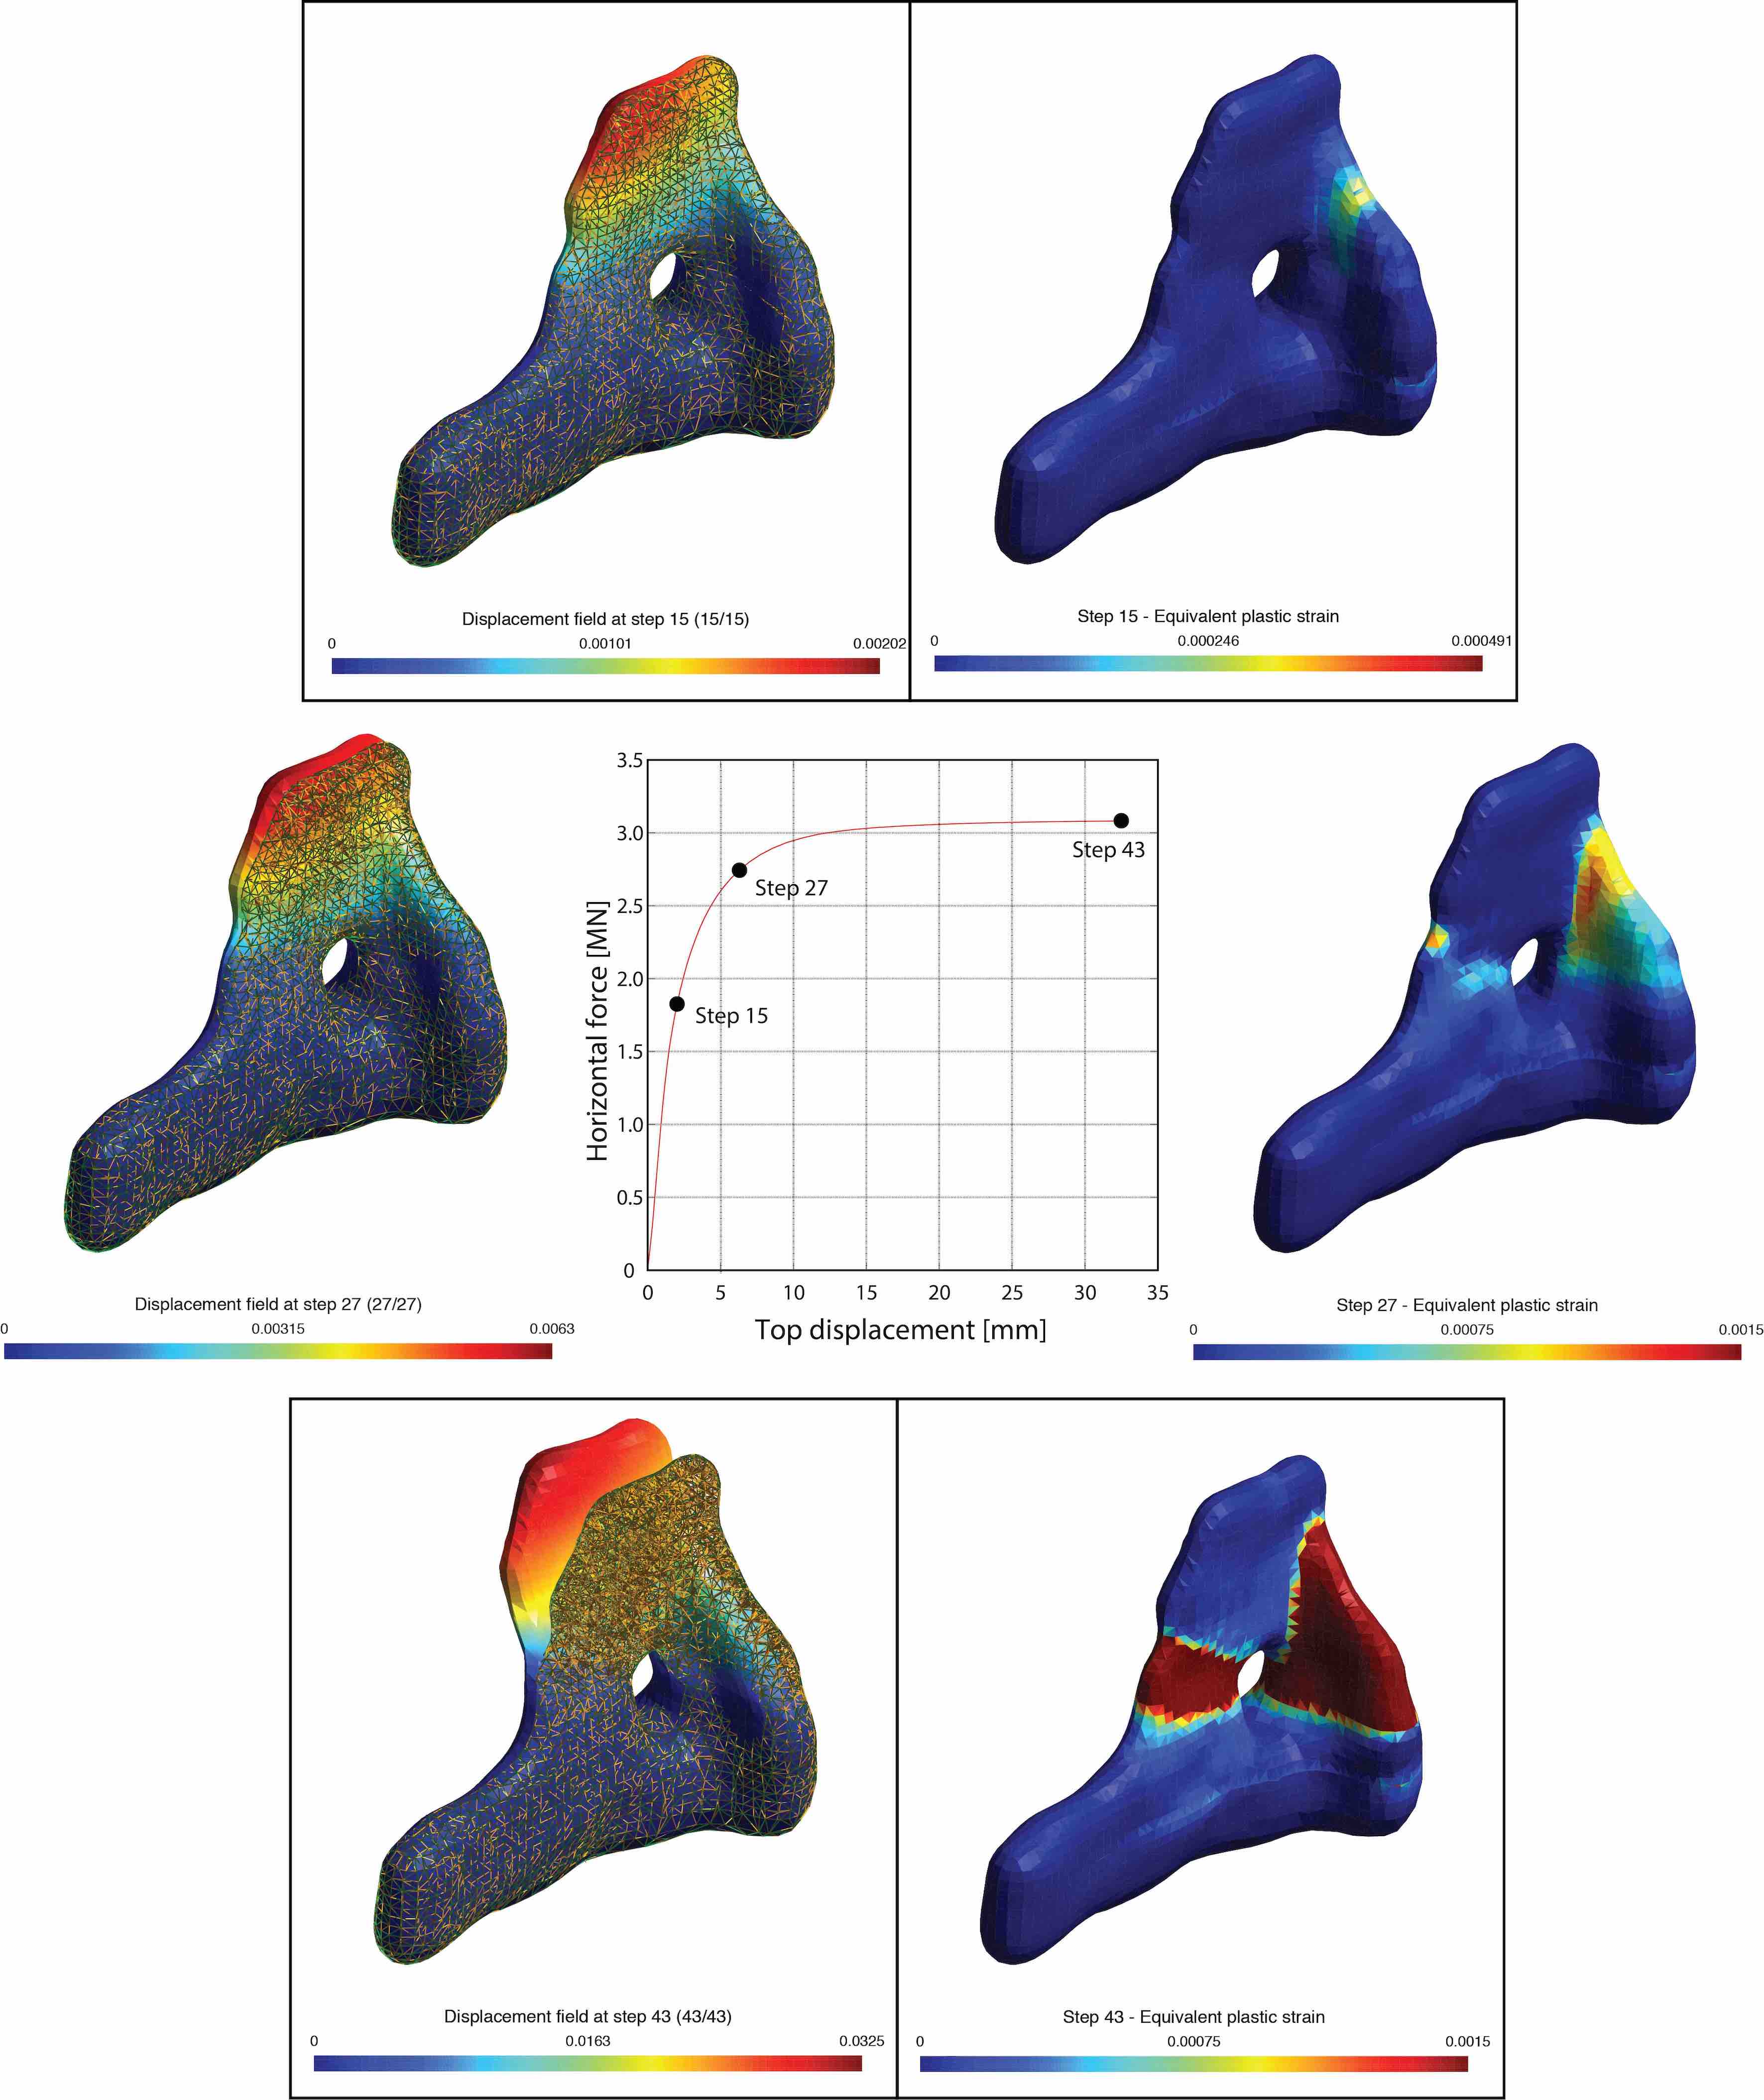 Displacement field at step 15 (15/15)
0 0.00101 0.00202
Step 15 - Equivalent plastic strain
0 0.000246 0.000491
3.5
3.0
2.5
2.0
1.5
1.0
0.5
0
Horizontal force [MN]
Step 43
Step 27
Step 15
0 5 10 15 20 25 30 35
Top displacement [mm]
Displacement field at step 27 (27/27)
0 0.00315 0.0063
Step 27 - Equivalent plastic strain
0 0.00075 0.0015
Displacement field at step 43 (43/43)
0 0.0163 0.0325
Step 43 - Equivalent plastic strain
0 0.00075 0.0015